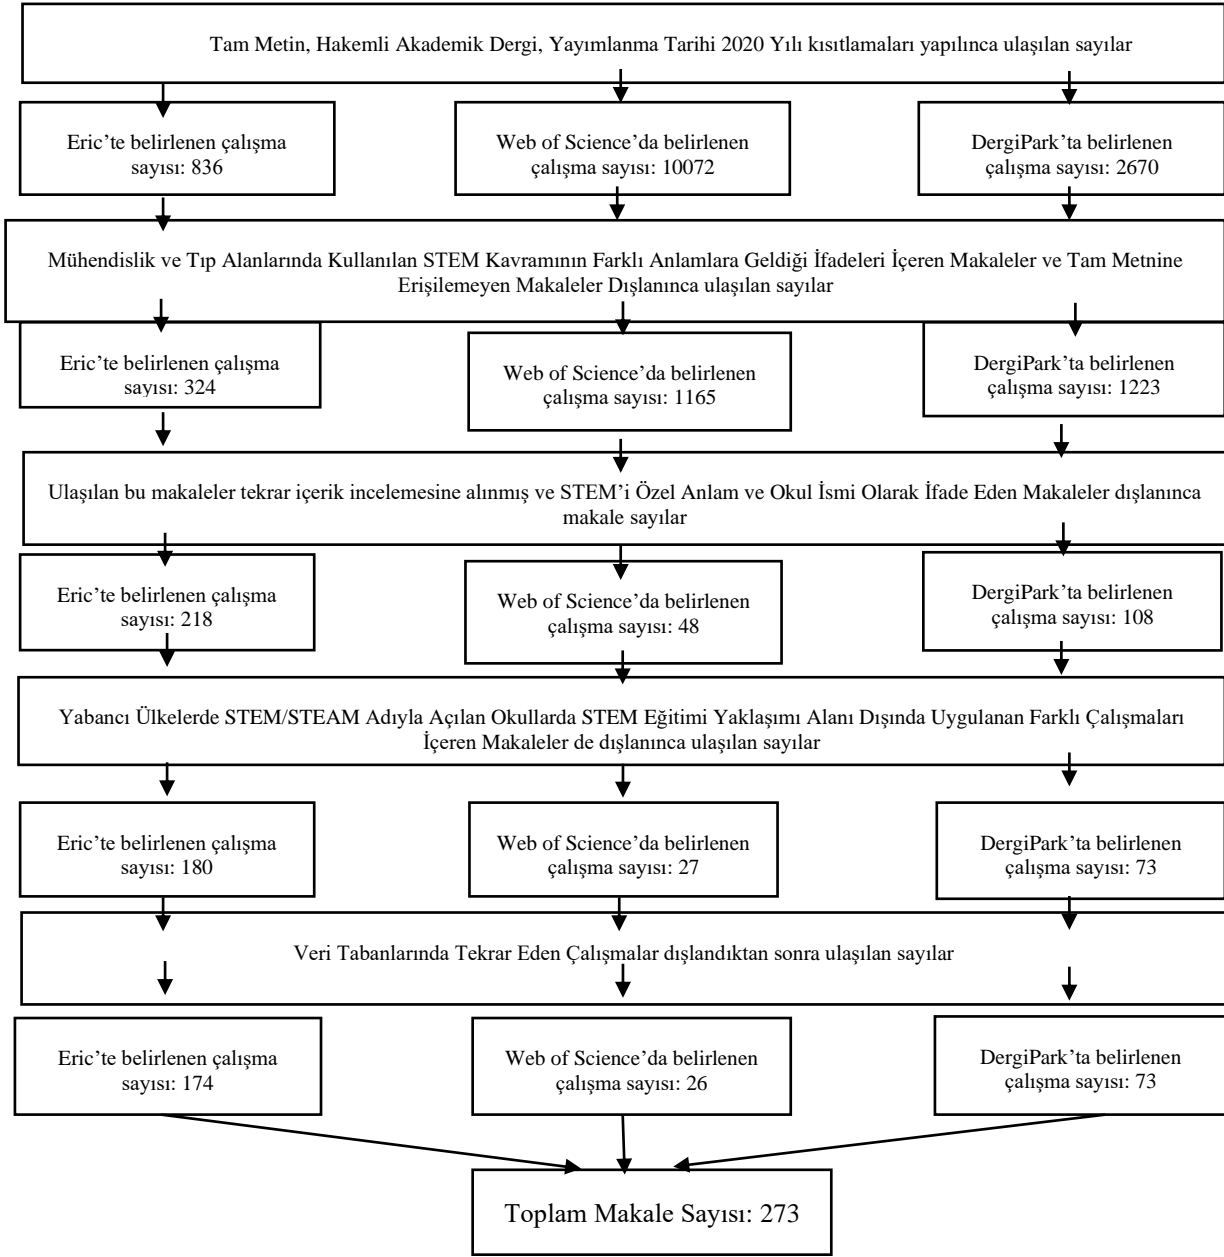 Tam Metin, Hakemli Akademik Dergi, Yayımlanma Tarihi 2020 Yılı kısıtlamaları yapılınca ulaşılan sayılar
Eric’te belirlenen çalışma
sayısı: 836
Web of Science’da belirlenen
çalışma sayısı: 10072
DergiPark’ta belirlenen
çalışma sayısı: 2670
Mühendislik ve Tıp Alanlarında Kullanılan STEM Kavramının Farklı Anlamlara Geldiği İfadeleri İçeren Makaleler ve Tam Metnine
Erişilemeyen Makaleler Dışlanınca ulaşılan sayılar
Eric’te belirlenen çalışma
sayısı: 324
Web of Science’da belirlenen
çalışma sayısı: 1165
DergiPark’ta belirlenen
çalışma sayısı: 1223
Ulaşılan bu makaleler tekrar içerik incelemesine alınmış ve STEM’i Özel Anlam ve Okul İsmi Olarak İfade Eden Makaleler dışlanınca
makale sayılar
Eric’te belirlenen çalışma
sayısı: 218
Web of Science’da belirlenen
çalışma sayısı: 48
DergiPark’ta belirlenen
çalışma sayısı: 108
Yabancı Ülkelerde STEM/STEAM Adıyla Açılan Okullarda STEM Eğitimi Yaklaşımı Alanı Dışında Uygulanan Farklı Çalışmaları
İçeren Makaleler de dışlanınca ulaşılan sayılar
Eric’te belirlenen çalışma
sayısı: 180
Web of Science’da belirlenen
çalışma sayısı: 27
DergiPark’ta belirlenen
çalışma sayısı: 73
Veri Tabanlarında Tekrar Eden Çalışmalar dışlandıktan sonra ulaşılan sayılar
Eric’te belirlenen çalışma
sayısı: 174
Web of Science’da belirlenen
çalışma sayısı: 26
DergiPark’ta belirlenen
çalışma sayısı: 73
Toplam Makale Sayısı: 273